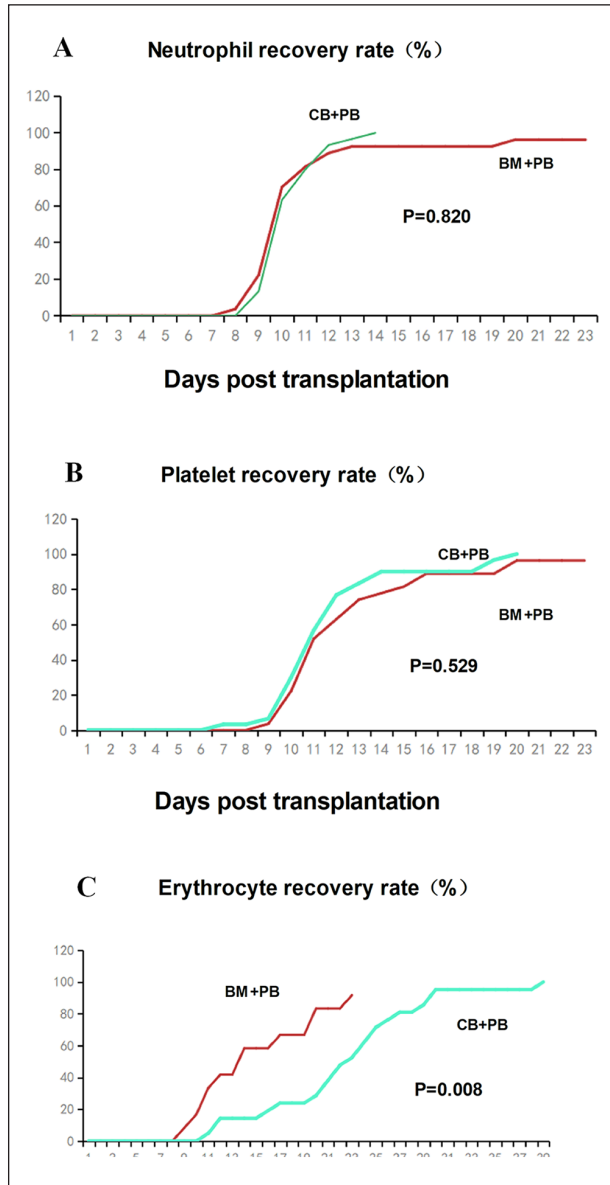 A Neutrophil recovery rate（%）
120
100
80
60
40
20
0
CB+PB
BM+PB
P=0.820
1 2 3 4 5 6 7 8 9 10 11 12 13 14 15 16 17 18 19 20 21 22 23
Days post transplantation
B Platelet recovery rate（%）
120
100
80
60
40
20
0
CB+PB
BM+PB
P=0.529
1 2 3 4 5 6 7 8 9 10 11 12 13 14 15 16 17 18 19 20 21 22 23
Days post transplantation
C Erythrocyte recovery rate（%）
120
100
80
60
40
20
0
BM+PB
CB+PB
P=0.008